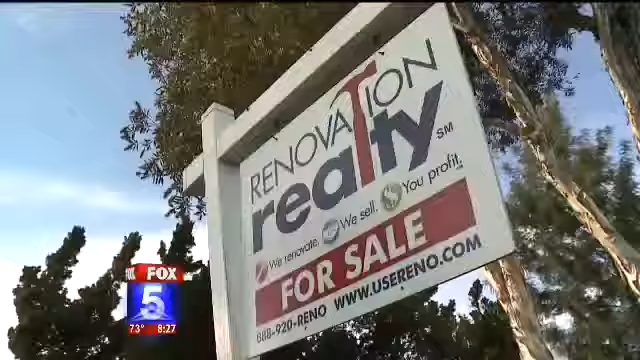 RENOVATION
realty SM
We renovate. We sell. You profit.
FOR SALE
888-920-RENO WWW.USERENO.COM
FOX
FOX
5
73° 8:27